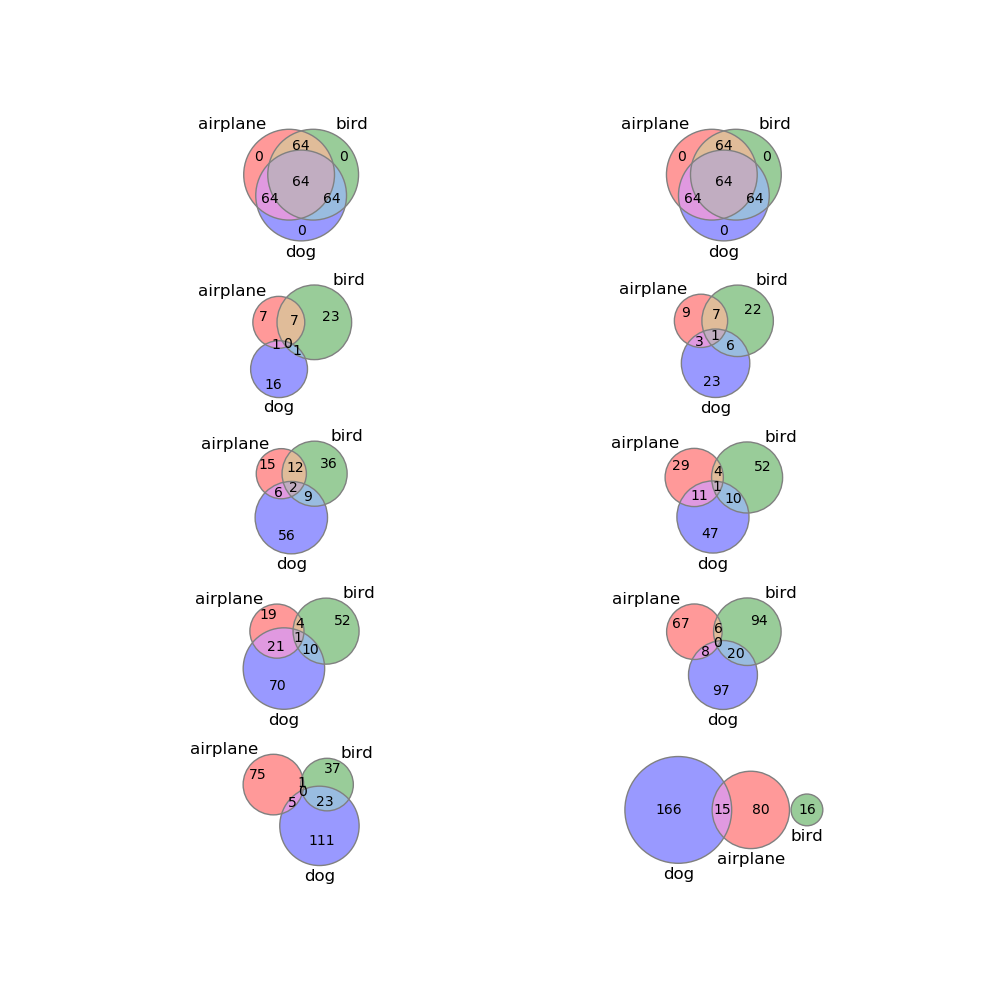 airplane bird
0 64 0
64
64 64
0
dog
airplane bird
0 64 0
64
64 64
0
dog
airplane bird
7 7 23
1 0 1
16
dog
airplane bird
9 7 22
1
3 6
23
dog
airplane bird
15 12 36
6 2 9
56
dog
airplane bird
29 4 52
1
11 10
47
dog
airplane bird
19 4 52
1
21 10
70
dog
airplane bird
67 6 94
0
8 20
97
dog
airplane bird
75 1 37
0
5 23
111
dog
166 15 80 16
bird
airplane
dog